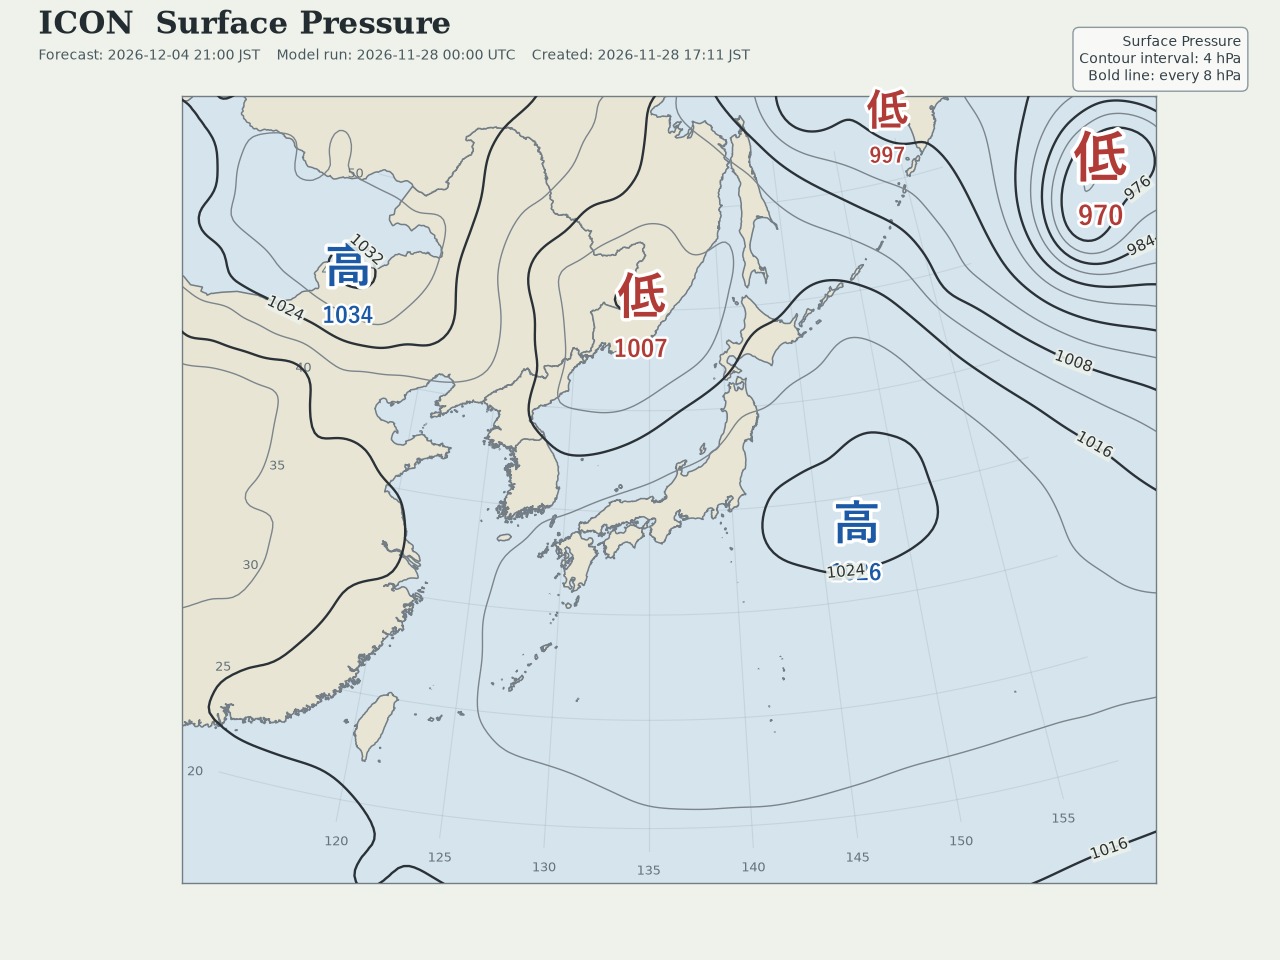 ICON  Surface Pressure
Forecast: 2026-12-04 21:00 JST    Model run: 2026-11-28 00:00 UTC    Created: 2026-11-28 17:11 JST
Surface Pressure
Contour interval: 4 hPa
Bold line: every 8 hPa
低
997
低
970
976
984
50
1032
高
1034
1024
低
1007
40
1008
1016
35
高
1024
30
25
20
120
125
130
135
140
145
150
155
1016